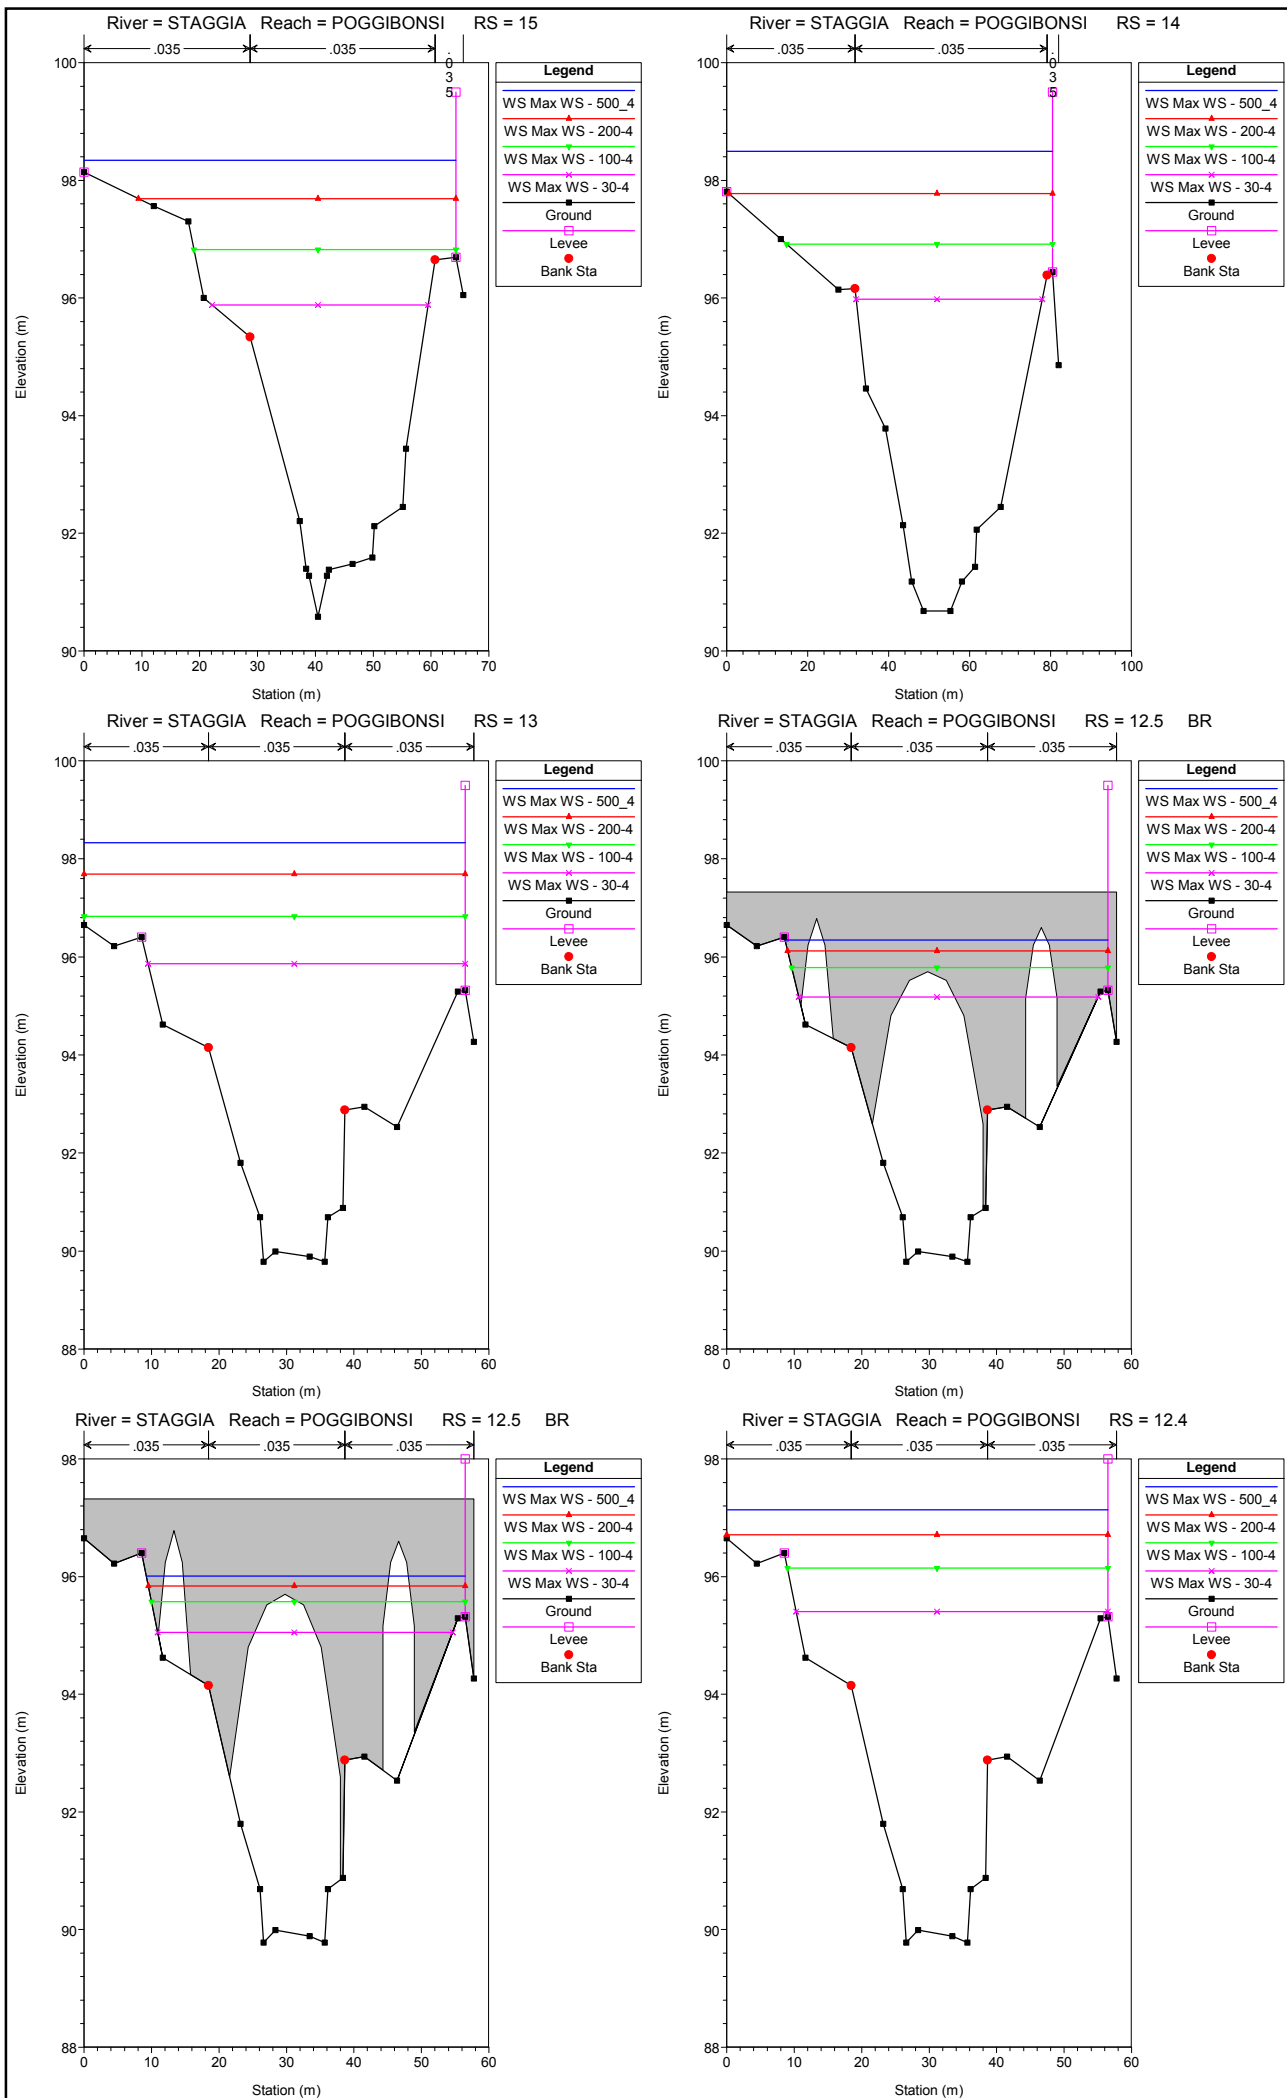 River = STAGGIA Reach = POGGIBONSI RS = 15
.035 .035 .035
Legend
WS Max WS - 500_4
WS Max WS - 200-4
WS Max WS - 100-4
WS Max WS - 30-4
Ground
Levee
Bank Sta
Elevation (m)
100
98
96
94
92
90
0 10 20 30 40 50 60 70
Station (m)
River = STAGGIA Reach = POGGIBONSI RS = 14
.035 .035 .035
Legend
WS Max WS - 500_4
WS Max WS - 200-4
WS Max WS - 100-4
WS Max WS - 30-4
Ground
Levee
Bank Sta
Elevation (m)
100
98
96
94
92
90
0 20 40 60 80 100
Station (m)
River = STAGGIA Reach = POGGIBONSI RS = 13
.035 .035 .035
Legend
WS Max WS - 500_4
WS Max WS - 200-4
WS Max WS - 100-4
WS Max WS - 30-4
Ground
Levee
Bank Sta
Elevation (m)
100
98
96
94
92
90
88
0 10 20 30 40 50 60
Station (m)
River = STAGGIA Reach = POGGIBONSI RS = 12.5 BR
.035 .035 .035
Legend
WS Max WS - 500_4
WS Max WS - 200-4
WS Max WS - 100-4
WS Max WS - 30-4
Ground
Levee
Bank Sta
Elevation (m)
100
98
96
94
92
90
88
0 10 20 30 40 50 60
Station (m)
River = STAGGIA Reach = POGGIBONSI RS = 12.5 BR
.035 .035 .035
Legend
WS Max WS - 500_4
WS Max WS - 200-4
WS Max WS - 100-4
WS Max WS - 30-4
Ground
Levee
Bank Sta
Elevation (m)
98
96
94
92
90
88
0 10 20 30 40 50 60
Station (m)
River = STAGGIA Reach = POGGIBONSI RS = 12.4
.035 .035 .035
Legend
WS Max WS - 500_4
WS Max WS - 200-4
WS Max WS - 100-4
WS Max WS - 30-4
Ground
Levee
Bank Sta
Elevation (m)
98
96
94
92
90
88
0 10 20 30 40 50 60
Station (m)